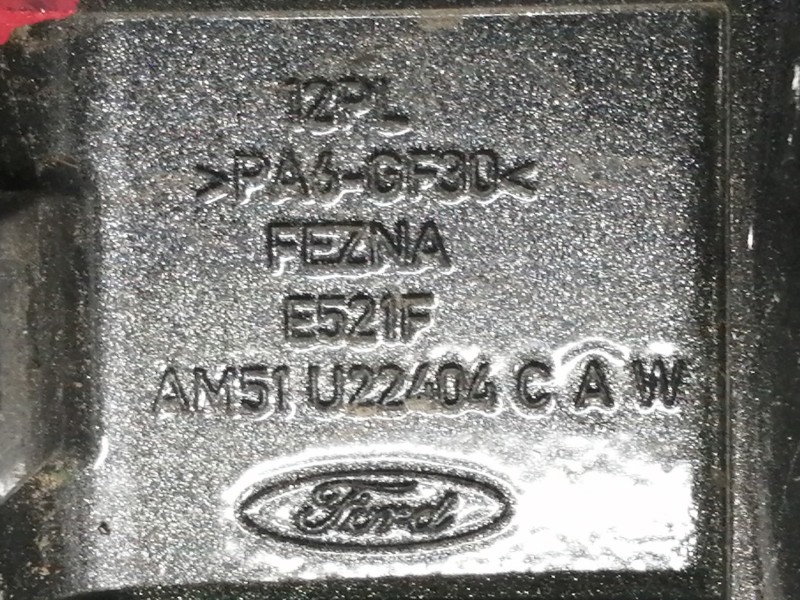 12PL
>PA6-GF30<
FEZNA
E521F
AM51 U22404 C A W
Ford